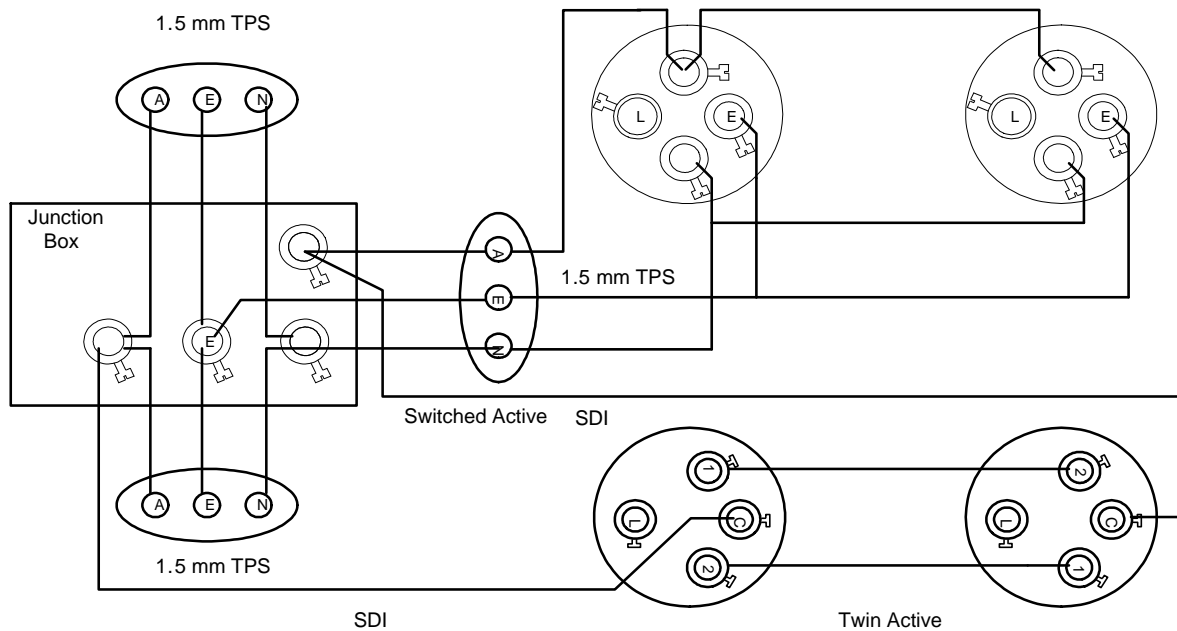 1.5 mm TPS
A E N
L E
L E
Junction
Box
A
E
N
1.5 mm TPS
E
Switched Active SDI
A E N
1.5 mm TPS
1
L C
2
2
L C
1
SDI
Twin Active